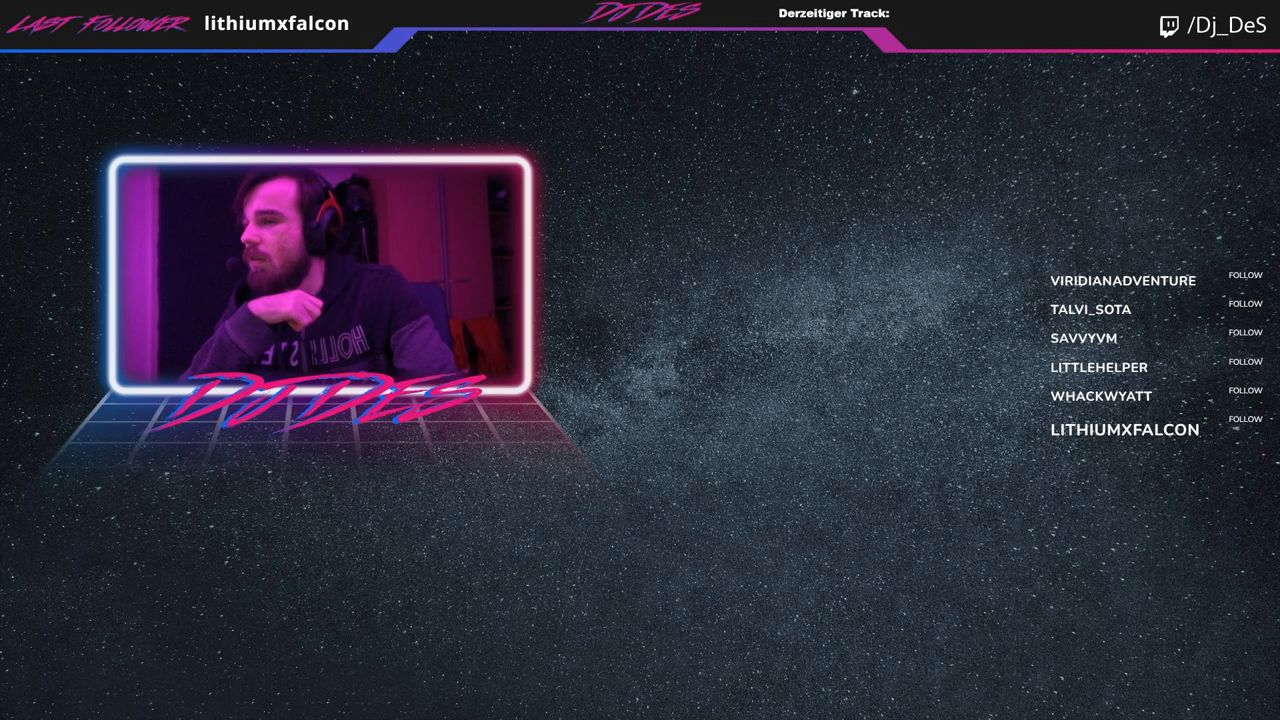 LAST FOLLOWER
lithiumxfalcon
DJ DES
Derzeitiger Track:
/Dj_DeS
DJ DES
VIRIDIANADVENTURE FOLLOW
TALVI_SOTA FOLLOW
SAVVYVM FOLLOW
LITTLEHELPER FOLLOW
WHACKWYATT FOLLOW
LITHIUMXFALCON FOLLOW